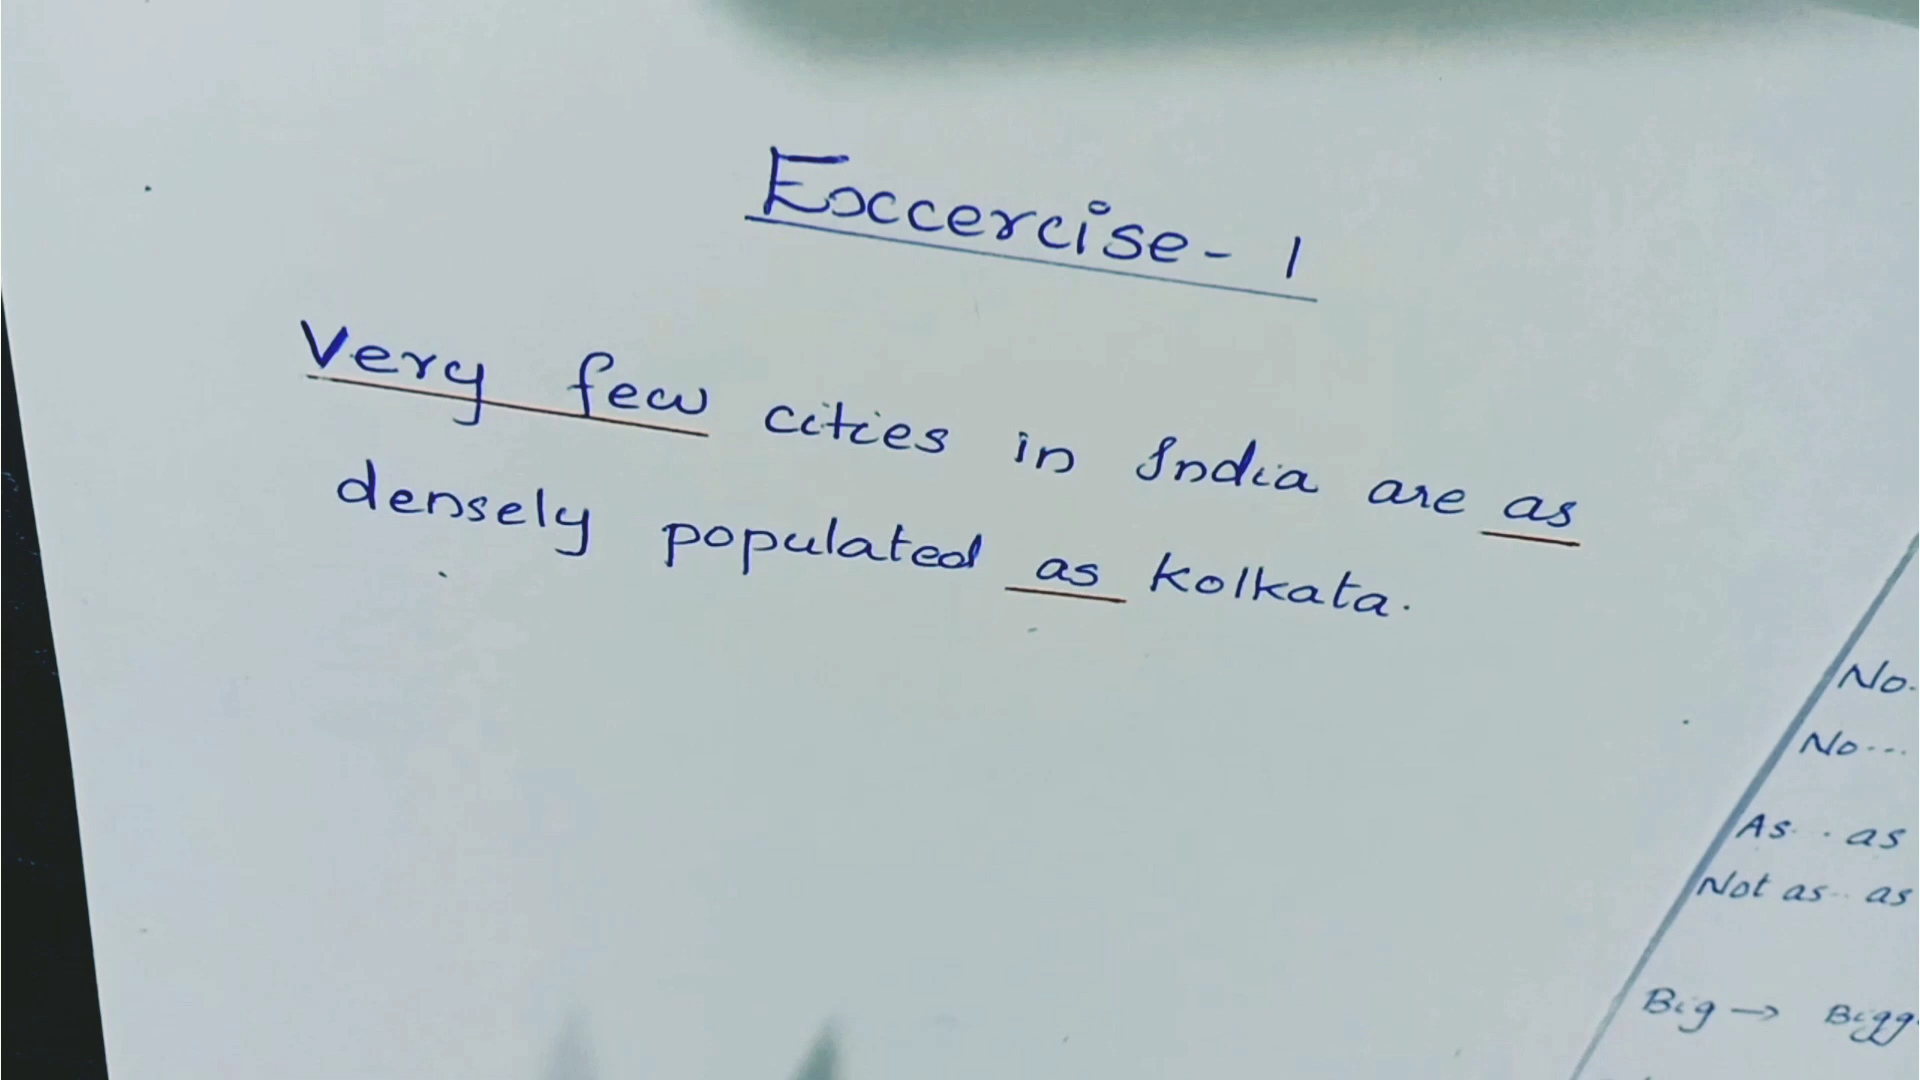 Exccercise - 1
Very few cities in India are as
densely populated as Kolkata.
No.
No...
As.. as
Not as.. as
Big →